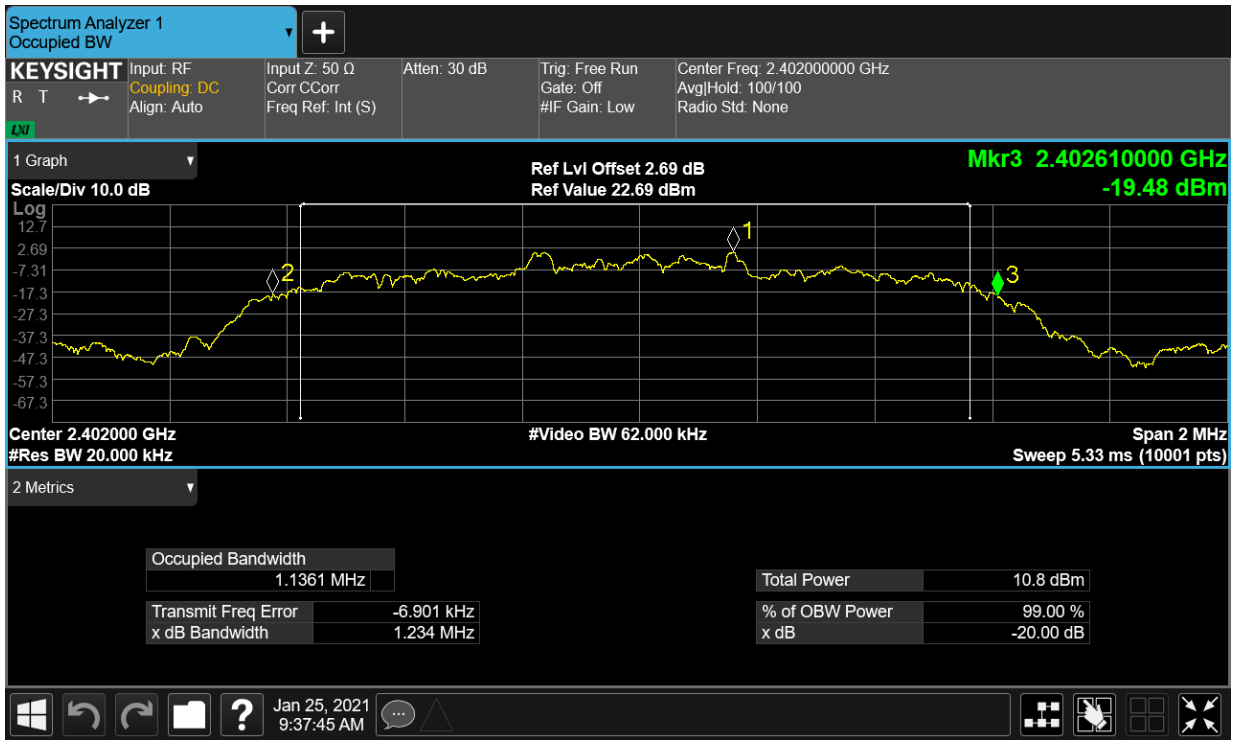 Spectrum Analyzer 1
Occupied BW
KEYSIGHT
R T
LXI
Input: RF
Coupling: DC
Align: Auto
Input Z: 50 Ω
Corr CCorr
Freq Ref: Int (S)
Atten: 30 dB
Trig: Free Run
Gate: Off
#IF Gain: Low
Center Freq: 2.402000000 GHz
Avg|Hold: 100/100
Radio Std: None
1 Graph
Scale/Div 10.0 dB
Ref Lvl Offset 2.69 dB
Ref Value 22.69 dBm
Mkr3 2.402610000 GHz
-19.48 dBm
Log
12.7
2.69
-7.31
-17.3
-27.3
-37.3
-47.3
-57.3
-67.3
1
2
3
Center 2.402000 GHz
#Video BW 62.000 kHz
Span 2 MHz
#Res BW 20.000 kHz
Sweep 5.33 ms (10001 pts)
2 Metrics
Occupied Bandwidth
1.1361 MHz
Total Power 10.8 dBm
Transmit Freq Error -6.901 kHz
% of OBW Power 99.00 %
x dB Bandwidth 1.234 MHz
x dB -20.00 dB
?
Jan 25, 2021
9:37:45 AM